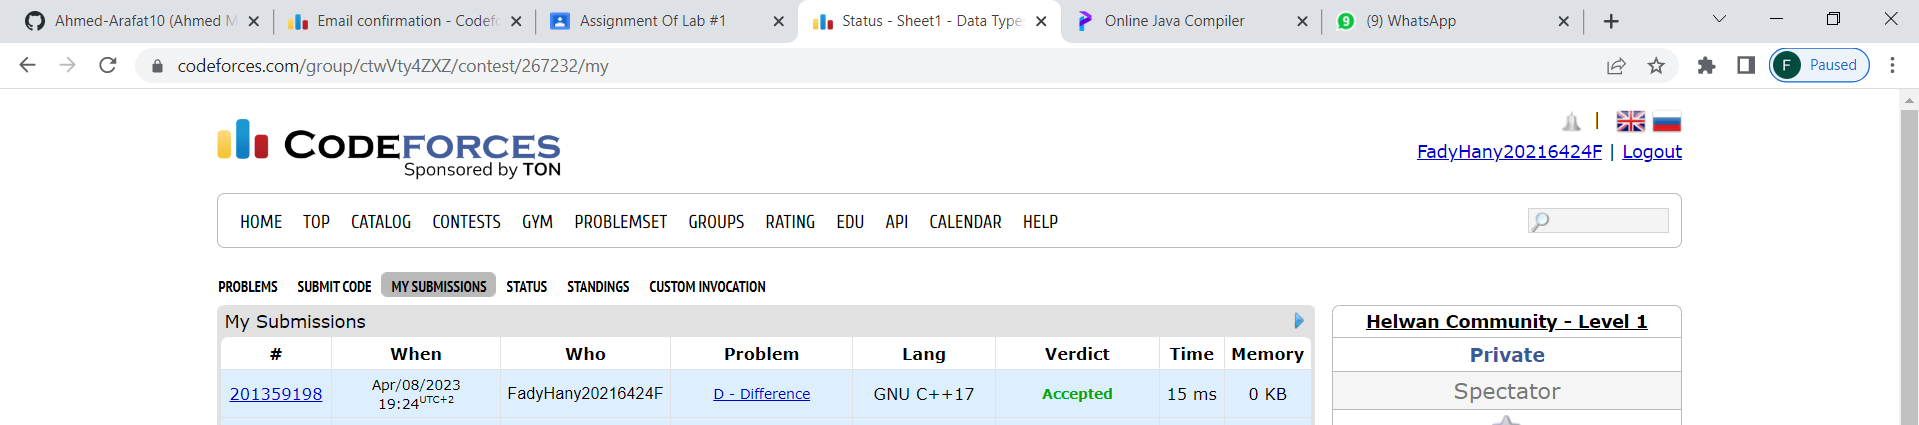 Ahmed-Arafat10 (Ahmed M
Email confirmation - Codefo
Assignment Of Lab #1
Status - Sheet1 - Data Type
Online Java Compiler
(9) WhatsApp
codeforces.com/group/ctwVty4ZXZ/contest/267232/my
F Paused
CODEFORCES
Sponsored by TON
|
FadyHany20216424F | Logout
HOME TOP CATALOG CONTESTS GYM PROBLEMSET GROUPS RATING EDU API CALENDAR HELP
PROBLEMS SUBMIT CODE MY SUBMISSIONS STATUS STANDINGS CUSTOM INVOCATION
My Submissions
# When Who Problem Lang Verdict Time Memory
201359198 Apr/08/2023 19:24 UTC+2 FadyHany20216424F D - Difference GNU C++17 Accepted 15 ms 0 KB
Helwan Community - Level 1
Private
Spectator